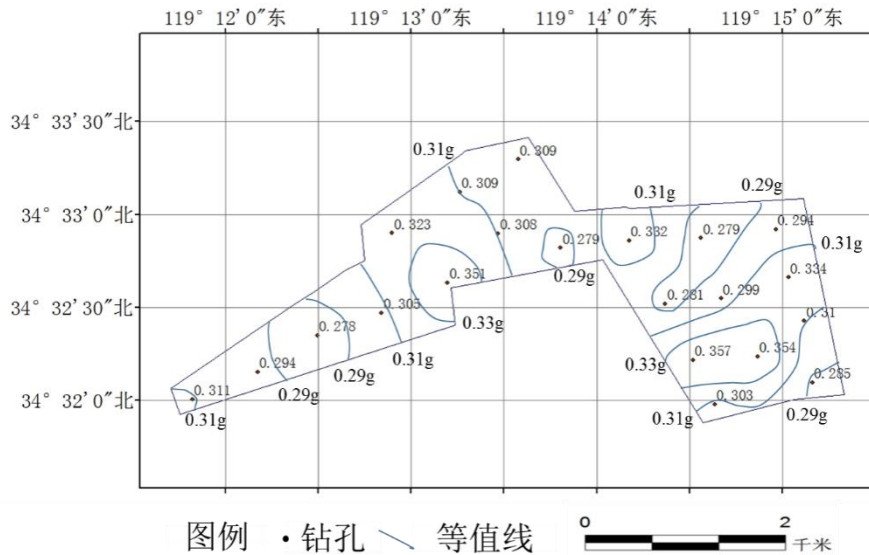 119° 12′0″东 119° 13′0″东 119° 14′0″东 119° 15′0″东
34° 33′30″北
0.31g 0.309
0.309 0.31g 0.29g
34° 33′0″北
0.323 0.308 0.279 0.332 0.279 0.294
0.31g
0.351 0.29g 0.334
34° 32′30″北
0.305 0.281 0.299
0.33g 0.31
0.278 0.31g
0.294 0.29g 0.33g 0.357 0.354
0.311 0.29g 0.285
34° 32′0″北
0.31g 0.31g 0.303 0.29g
图例 钻孔 等值线
0 2
千米